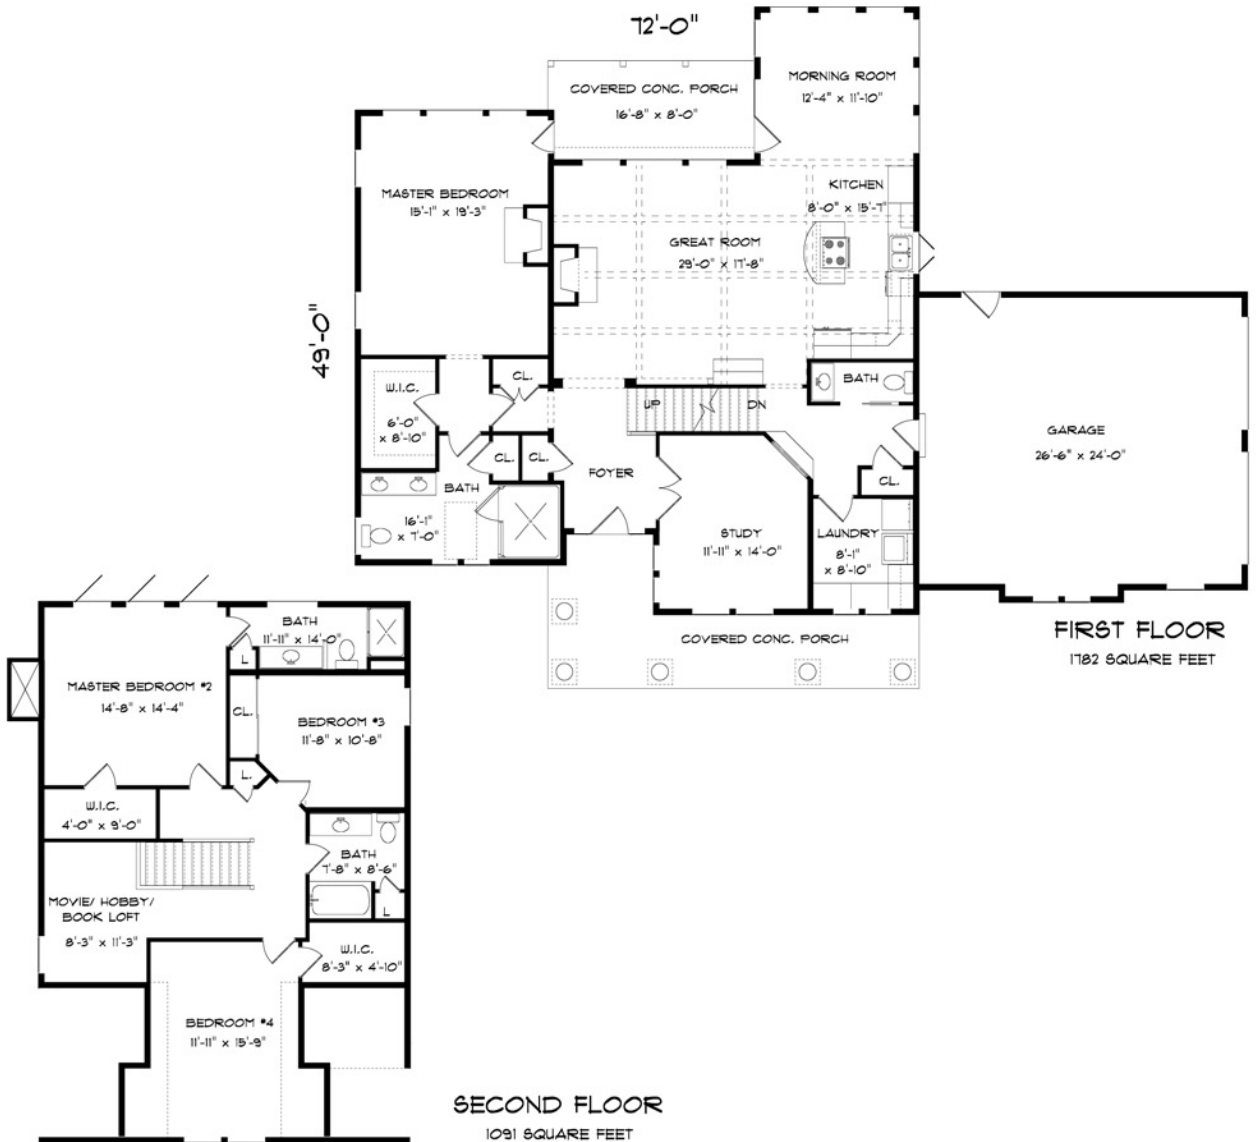 72'-0"
MORNING ROOM
12'-4" x 11'-10"
COVERED CONC. PORCH
16'-8" x 8'-0"
MASTER BEDROOM
15'-1" x 19'-3"
KITCHEN
8'-0" x 15'-7"
GREAT ROOM
29'-0" x 17'-8"
49'-0"
W.I.C.
6'-0"
x 8'-10"
CL.
BATH
UP
DN
GARAGE
26'-6" x 24'-0"
CL.
CL.
FOYER
CL.
BATH
16'-1"
x 7'-0"
STUDY
11'-11" x 14'-0"
LAUNDRY
8'-1"
x 8'-10"
COVERED CONC. PORCH
FIRST FLOOR
1782 SQUARE FEET
BATH
11'-11" x 14'-0"
L
MASTER BEDROOM #2
14'-8" x 14'-4"
CL.
BEDROOM #3
11'-8" x 10'-8"
L.
W.I.C.
4'-0" x 9'-0"
BATH
7'-8" x 8'-6"
L
MOVIE/ HOBBY/
BOOK LOFT
8'-3" x 11'-3"
W.I.C.
8'-3" x 4'-10"
BEDROOM #4
11'-11" x 15'-9"
SECOND FLOOR
1091 SQUARE FEET